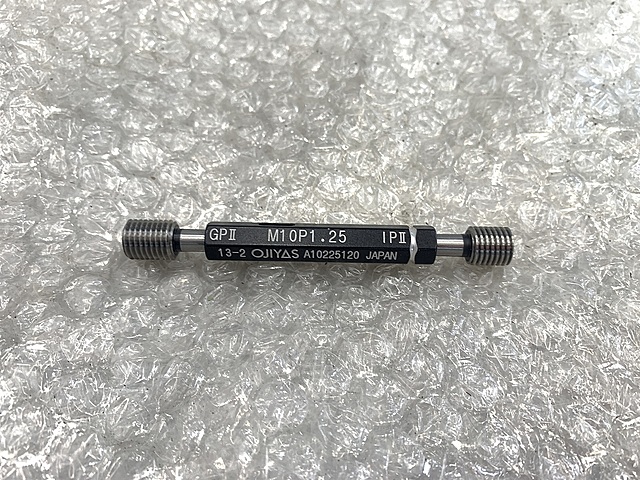 GPⅡ M10P1.25 IPⅡ
13-2 OJIYAS A10225120 JAPAN